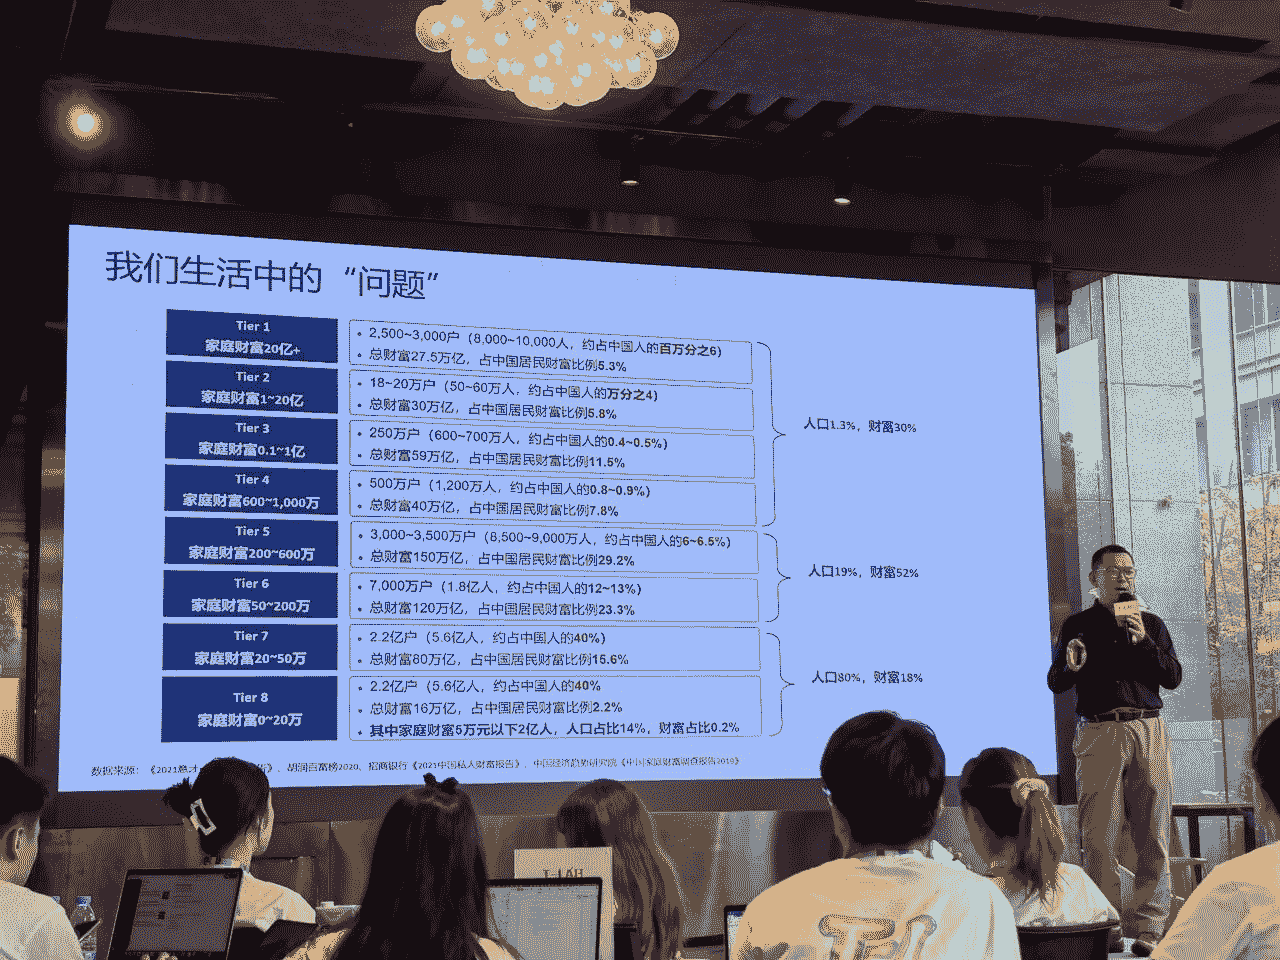 我们生活中的“问题”
Tier 1
家庭财富20亿+
• 2,500~3,000户（8,000~10,000人，约占中国人的百万分之6）
• 总财富27.5万亿，占中国居民财富比例5.3%
Tier 2
家庭财富1~20亿
• 18~20万户（50~60万人，约占中国人的万分之4）
• 总财富30万亿，占中国居民财富比例5.8%
Tier 3
家庭财富0.1~1亿
• 250万户（600~700万人，约占中国人的0.4~0.5%）
• 总财富59万亿，占中国居民财富比例11.5%
Tier 4
家庭财富600~1,000万
• 500万户（1,200万人，约占中国人的0.8~0.9%）
• 总财富40万亿，占中国居民财富比例7.8%
人口1.3%，财富30%
Tier 5
家庭财富200~600万
• 3,000~3,500万户（8,500~9,000万人，约占中国人的6~6.5%）
• 总财富150万亿，占中国居民财富比例29.2%
Tier 6
家庭财富50~200万
• 7,000万户（1.8亿人，约占中国人的12~13%）
• 总财富120万亿，占中国居民财富比例23.3%
人口19%，财富52%
Tier 7
家庭财富20~50万
• 2.2亿户（5.6亿人，约占中国人的40%）
• 总财富80万亿，占中国居民财富比例15.6%
Tier 8
家庭财富0~20万
• 2.2亿户（5.6亿人，约占中国人的40%
• 总财富16万亿，占中国居民财富比例2.2%
• 其中家庭财富5万元以下2亿人，人口占比14%，财富占比0.2%
人口80%，财富18%
数据来源：《2021 、胡润百富榜2020、招商银行《2021中国私人财富报告》、中国经济趋势研究院《中国家庭财富调查报告2019》